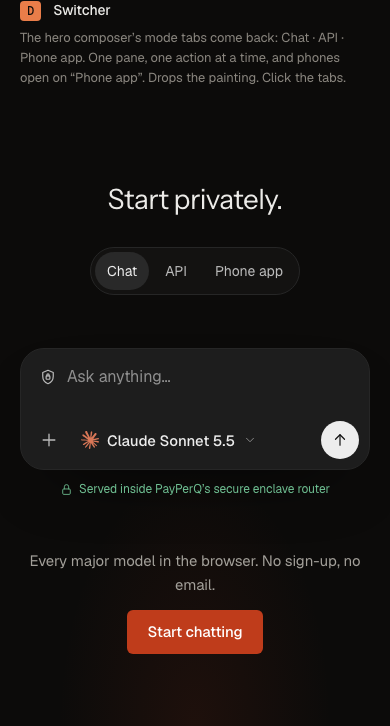 D Switcher
The hero composer's mode tabs come back: Chat · API ·
Phone app. One pane, one action at a time, and phones
open on “Phone app”. Drops the painting. Click the tabs.
Start privately.
Chat API Phone app
Ask anything...
Claude Sonnet 5.5
Served inside PayPerQ's secure enclave router
Every major model in the browser. No sign-up, no
email.
Start chatting